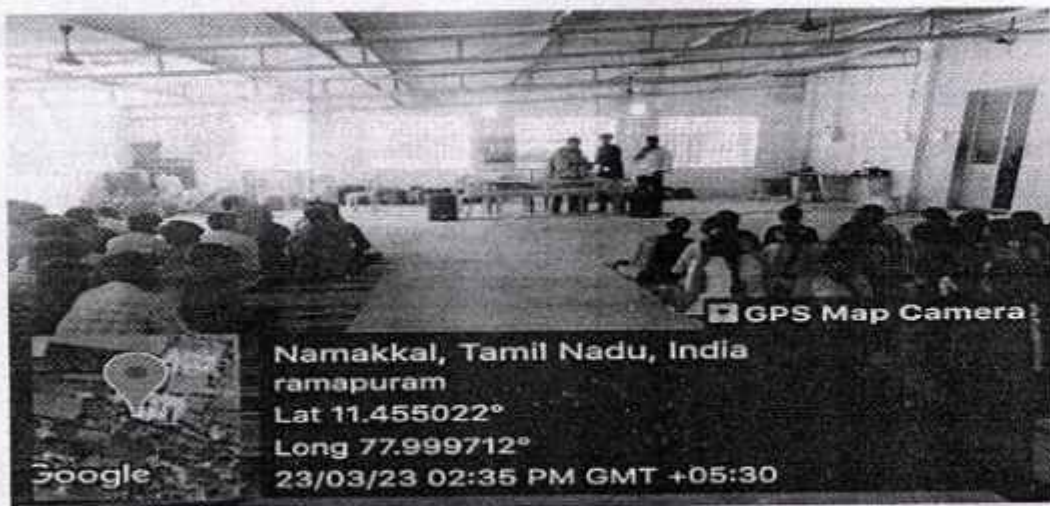 GPS Map Camera
Namakkal, Tamil Nadu, India
ramapuram
Lat 11.455022°
Long 77.999712°
23/03/23 02:35 PM GMT +05:30
Google